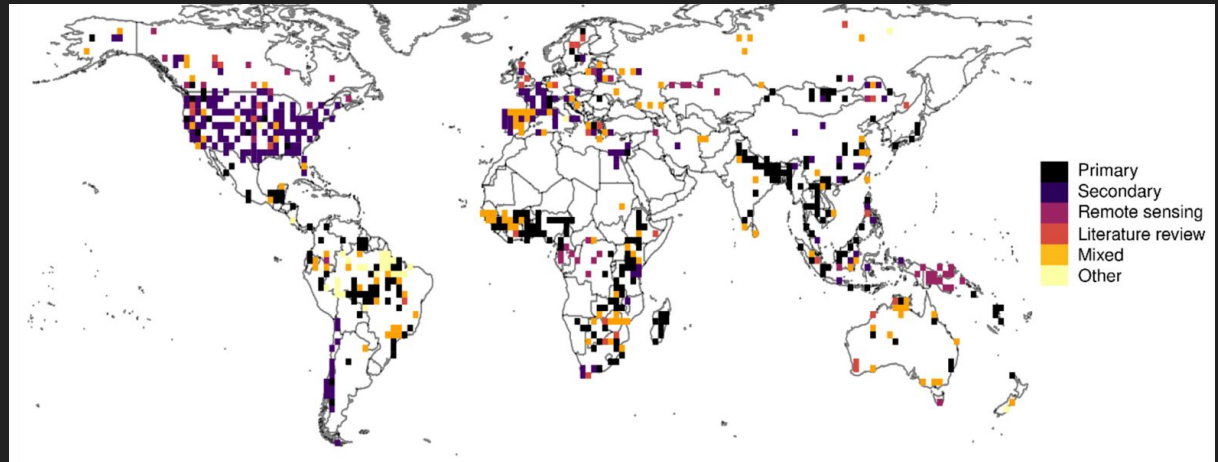 Primary
Secondary
Remote sensing
Literature review
Mixed
Other